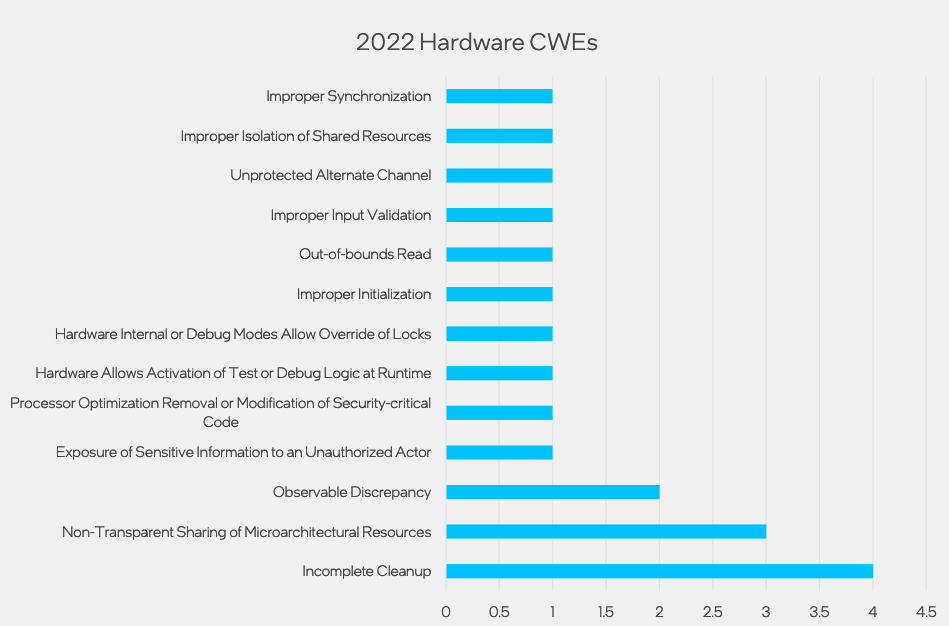 2022 Hardware CWEs
Improper Synchronization
Improper Isolation of Shared Resources
Unprotected Alternate Channel
Improper Input Validation
Out-of-bounds Read
Improper Initialization
Hardware Internal or Debug Modes Allow Override of Locks
Hardware Allows Activation of Test or Debug Logic at Runtime
Processor Optimization Removal or Modification of Security-critical
Code
Exposure of Sensitive Information to an Unauthorized Actor
Observable Discrepancy
Non-Transparent Sharing of Microarchitectural Resources
Incomplete Cleanup
0 0.5 1 1.5 2 2.5 3 3.5 4 4.5